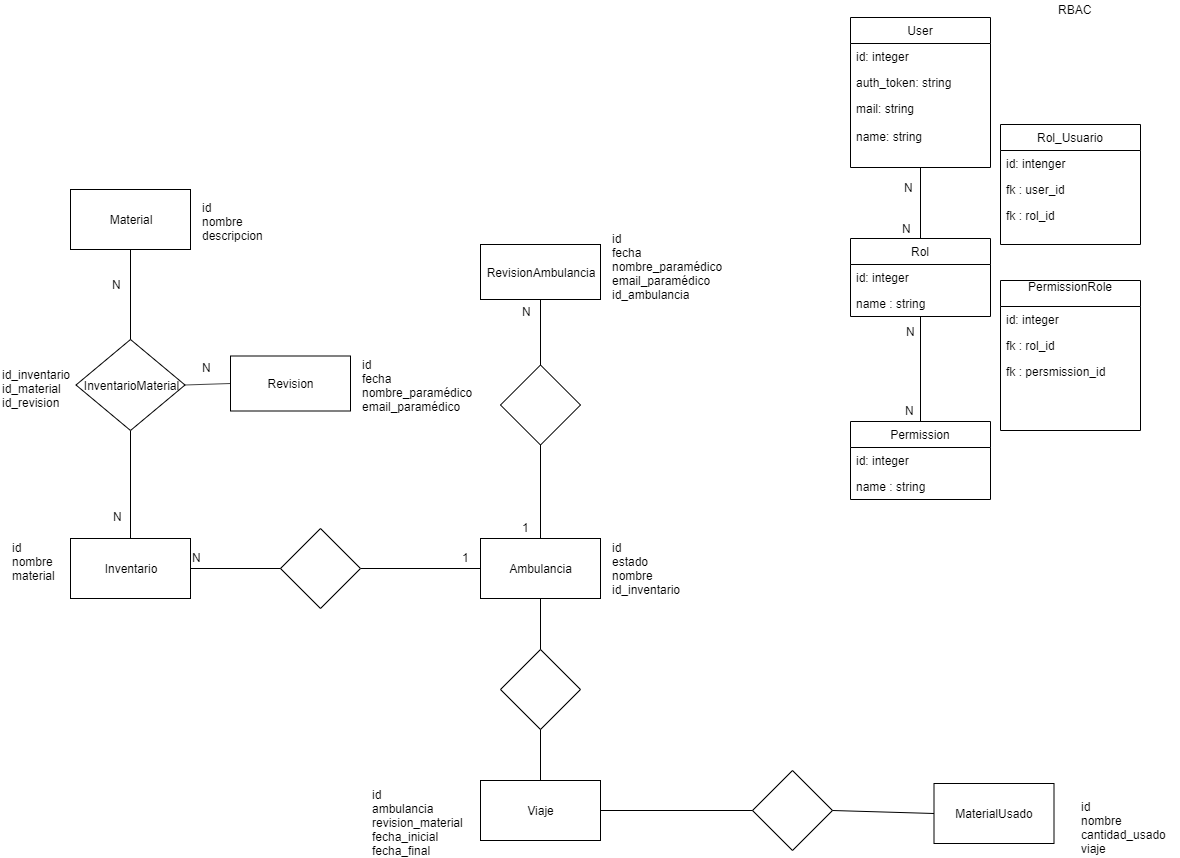 RBAC
User
id: integer
auth_token: string
mail: string
name: string
Rol_Usuario
id: intenger
fk : user_id
fk : rol_id
N
N
Rol
id: integer
name : string
PermissionRole
id: integer
fk : rol_id
fk : persmission_id
N
N
Permission
id: integer
name : string
Material
id
nombre
descripcion
N
RevisionAmbulancia
id
fecha
nombre_paramédico
email_paramédico
id_ambulancia
N
id_inventario
id_material
id_revision
InventarioMaterial
N
Revision
id
fecha
nombre_paramédico
email_paramédico
N
1
id
nombre
material
Inventario
N
1
Ambulancia
id
estado
nombre
id_inventario
id
ambulancia
revision_material
fecha_inicial
fecha_final
Viaje
MaterialUsado
id
nombre
cantidad_usado
viaje